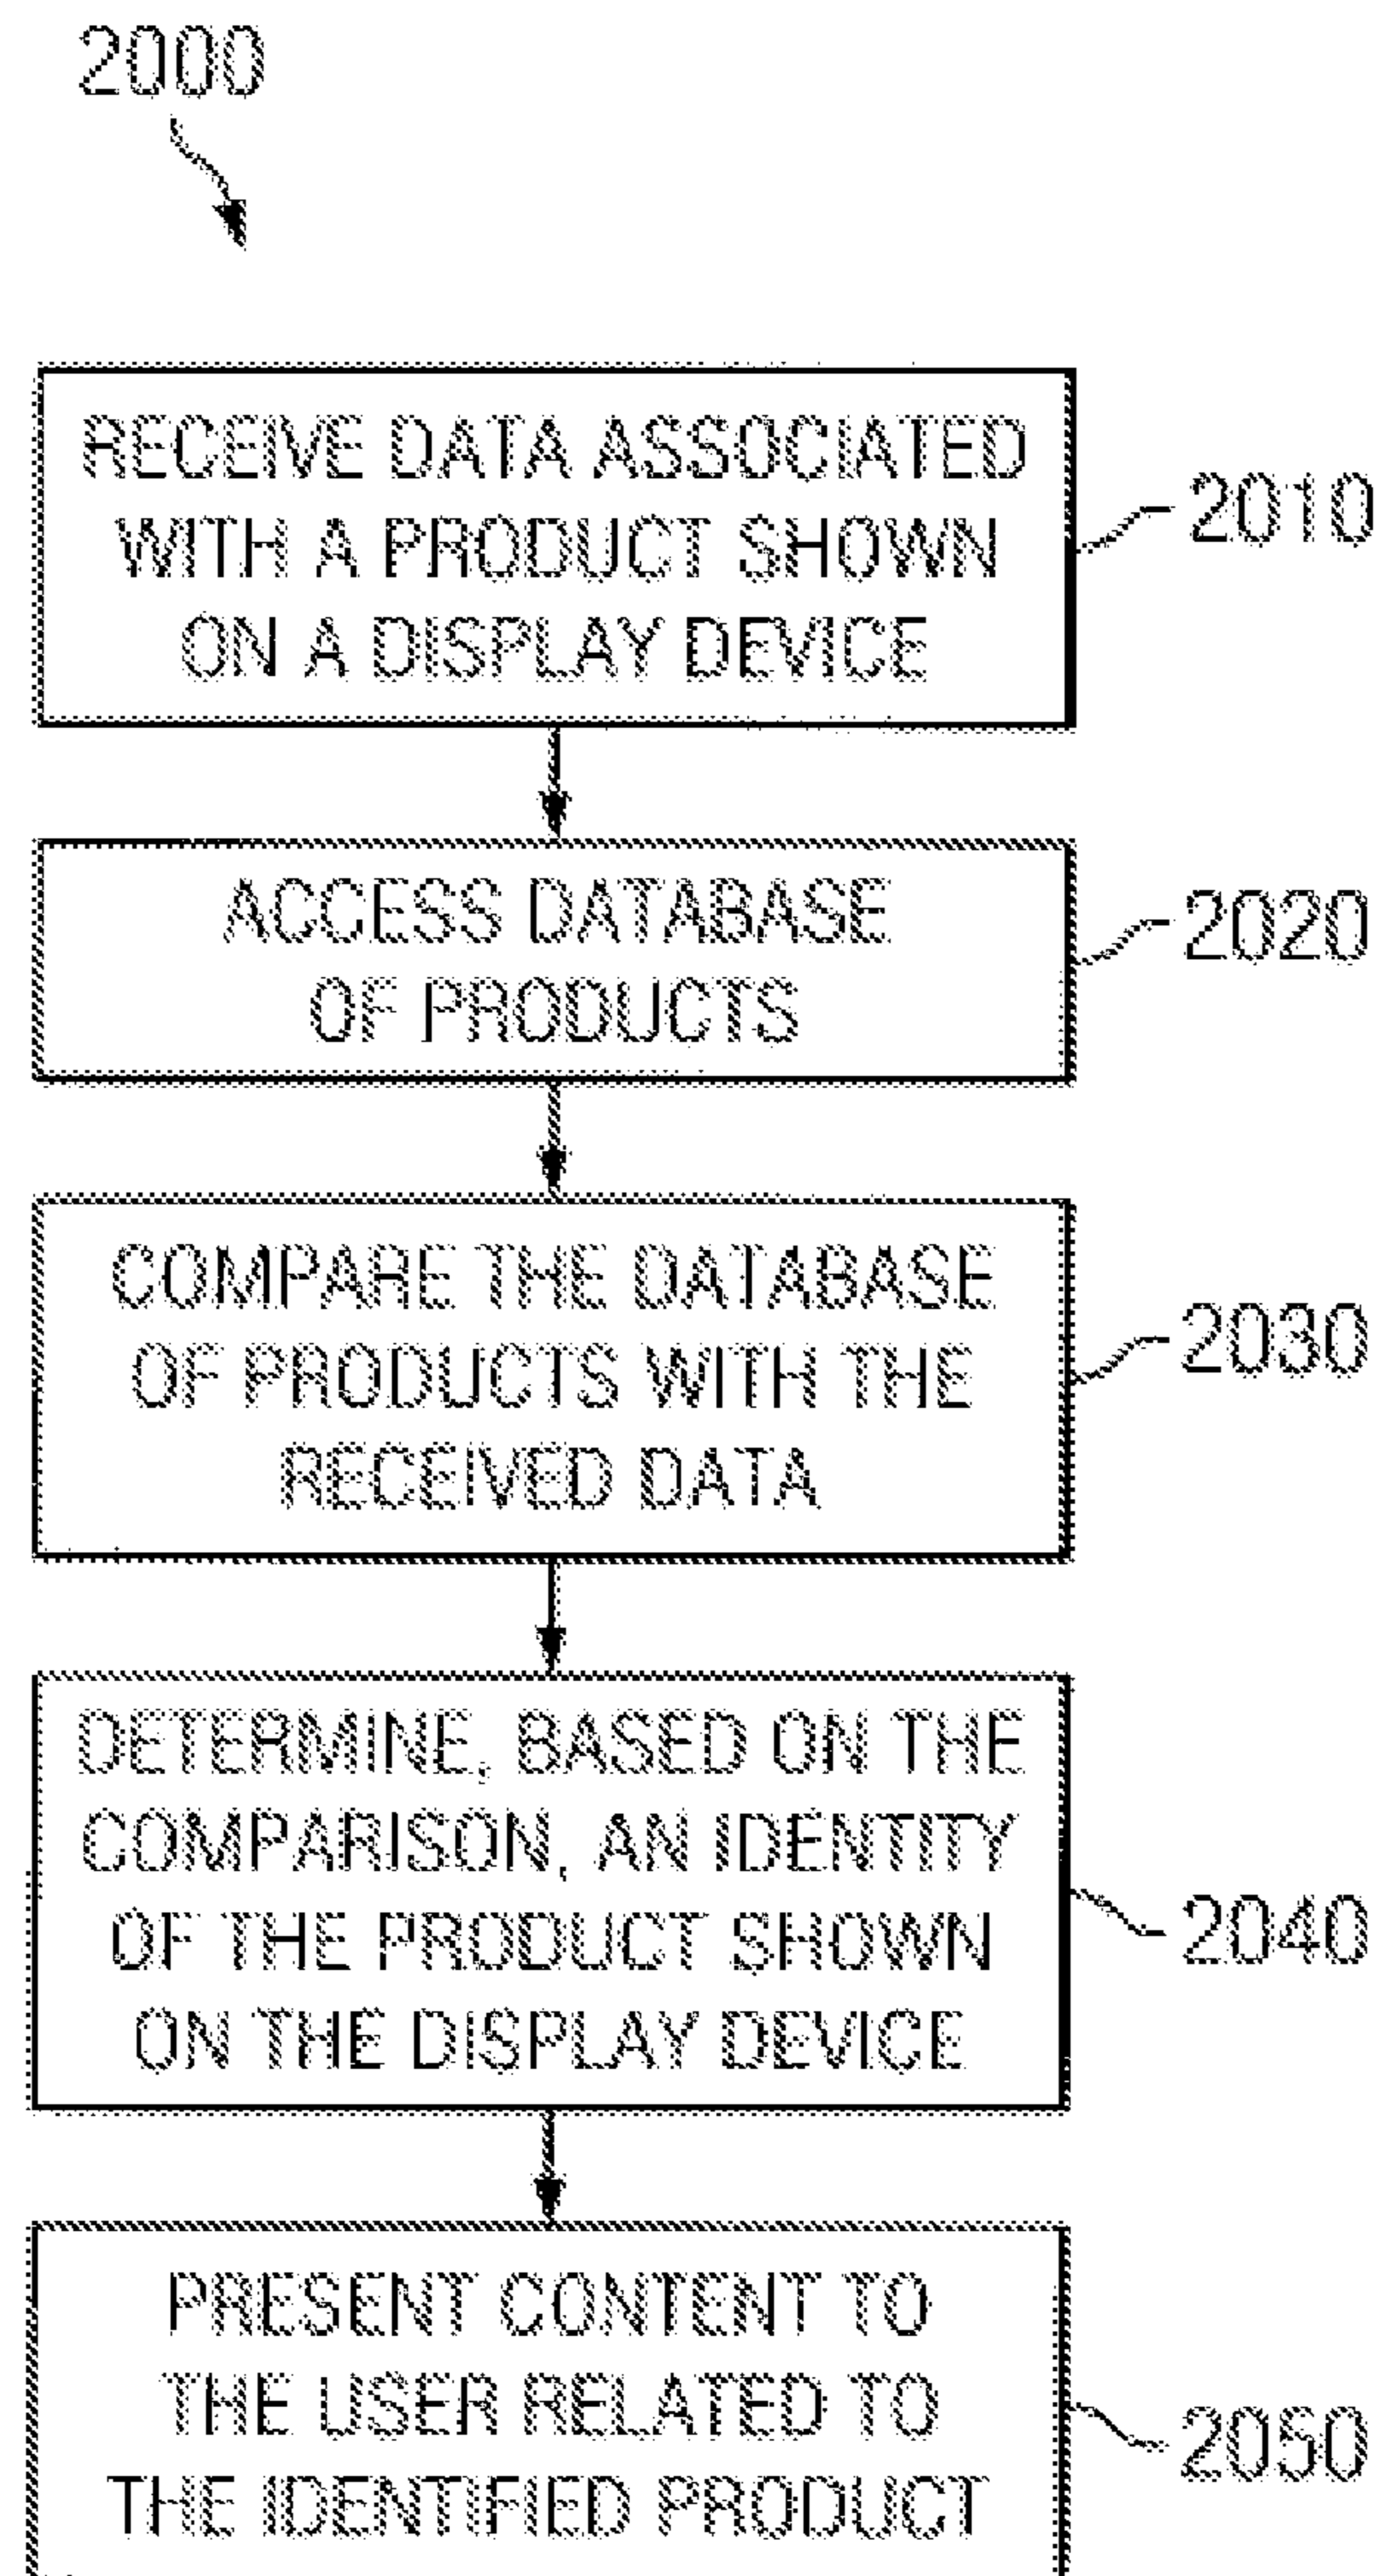 2000
RECEIVE DATA ASSOCIATED
WITH A PRODUCT SHOWN
ON A DISPLAY DEVICE
2010
ACCESS DATABASE
OF PRODUCTS
2020
COMPARE THE DATABASE
OF PRODUCTS WITH THE
RECEIVED DATA
2030
DETERMINE, BASED ON THE
COMPARISON, AN IDENTITY
OF THE PRODUCT SHOWN
ON THE DISPLAY DEVICE
2040
PRESENT CONTENT TO
THE USER RELATED TO
THE IDENTIFIED PRODUCT
2050